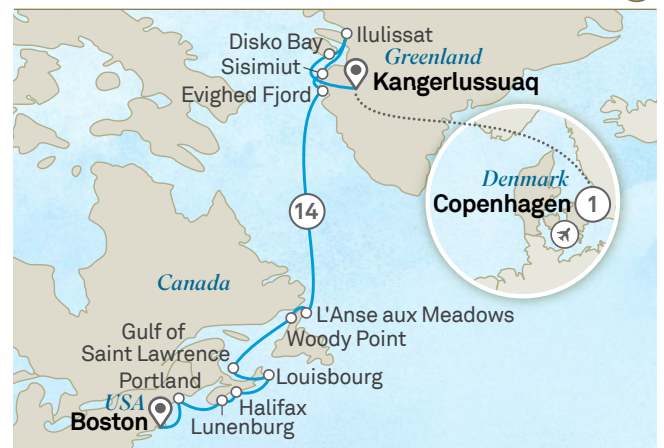 Ilulissat
Disko Bay
Greenland
Sisimiut
Kangerlussuaq
Evighed Fjord
Denmark
Copenhagen
1
14
Canada
L'Anse aux Meadows
Woody Point
Gulf of
Saint Lawrence
Louisbourg
Portland
USA
Halifax
Boston
Lunenburg